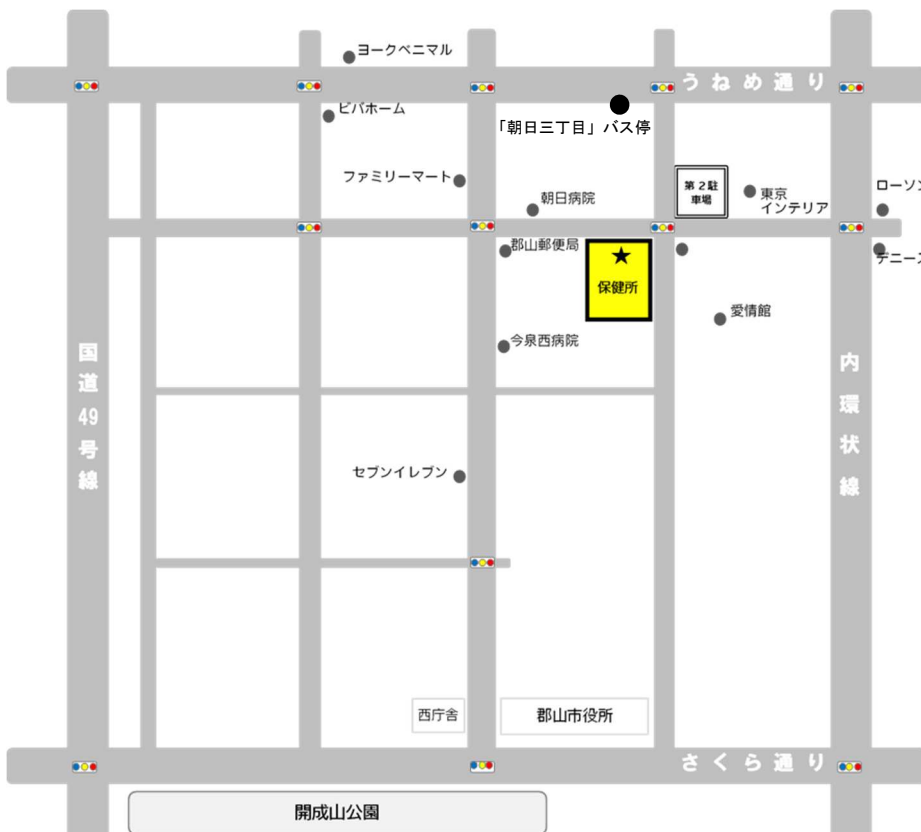 ヨークベニマル
うねめ通り
ビバホーム
「朝日三丁目」バス停
ファミリーマート
第２駐
車場
東京
インテリア
ローソン
朝日病院
郡山郵便局
保健所
デニーズ
愛情館
今泉西病院
国道49号線
内環状線
セブンイレブン
西庁舎
郡山市役所
さくら通り
開成山公園